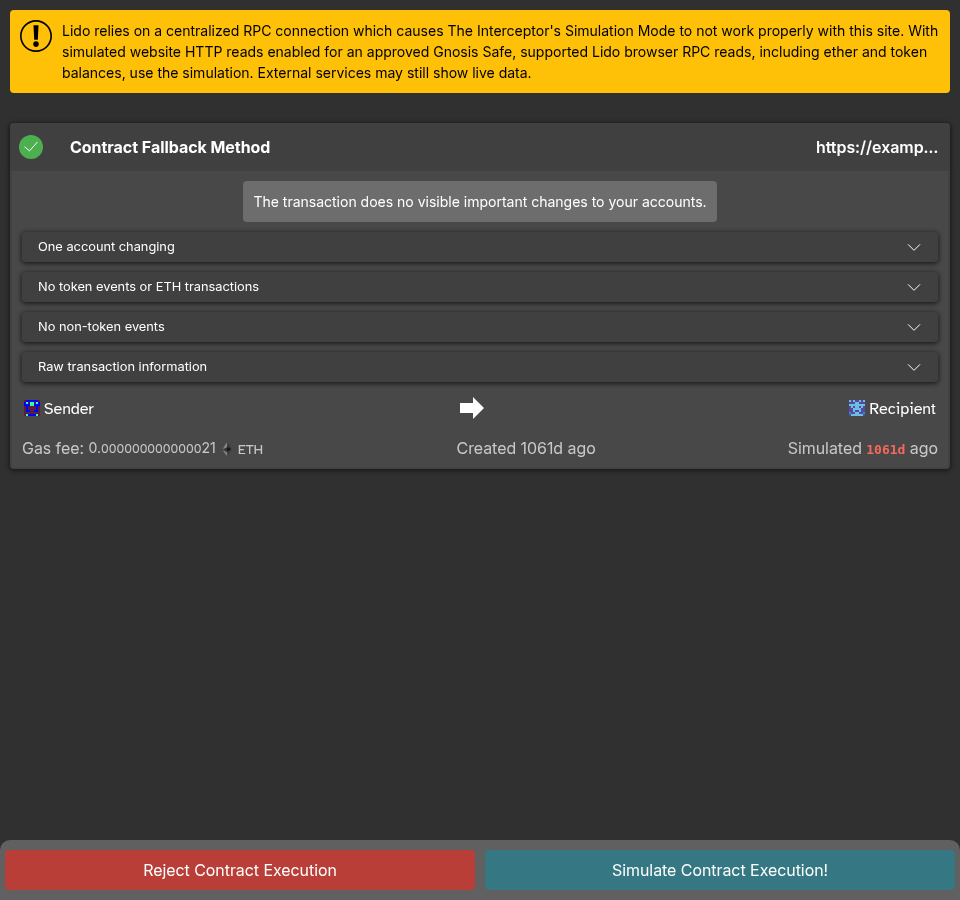 Lido relies on a centralized RPC connection which causes The Interceptor's Simulation Mode to not work properly with this site. With
simulated website HTTP reads enabled for an approved Gnosis Safe, supported Lido browser RPC reads, including ether and token
balances, use the simulation. External services may still show live data.
Contract Fallback Method https://examp...
The transaction does no visible important changes to your accounts.
One account changing
No token events or ETH transactions
No non-token events
Raw transaction information
Sender Recipient
Gas fee: 0.000000000000021 ETH Created 1061d ago Simulated 1061d ago
Reject Contract Execution Simulate Contract Execution!